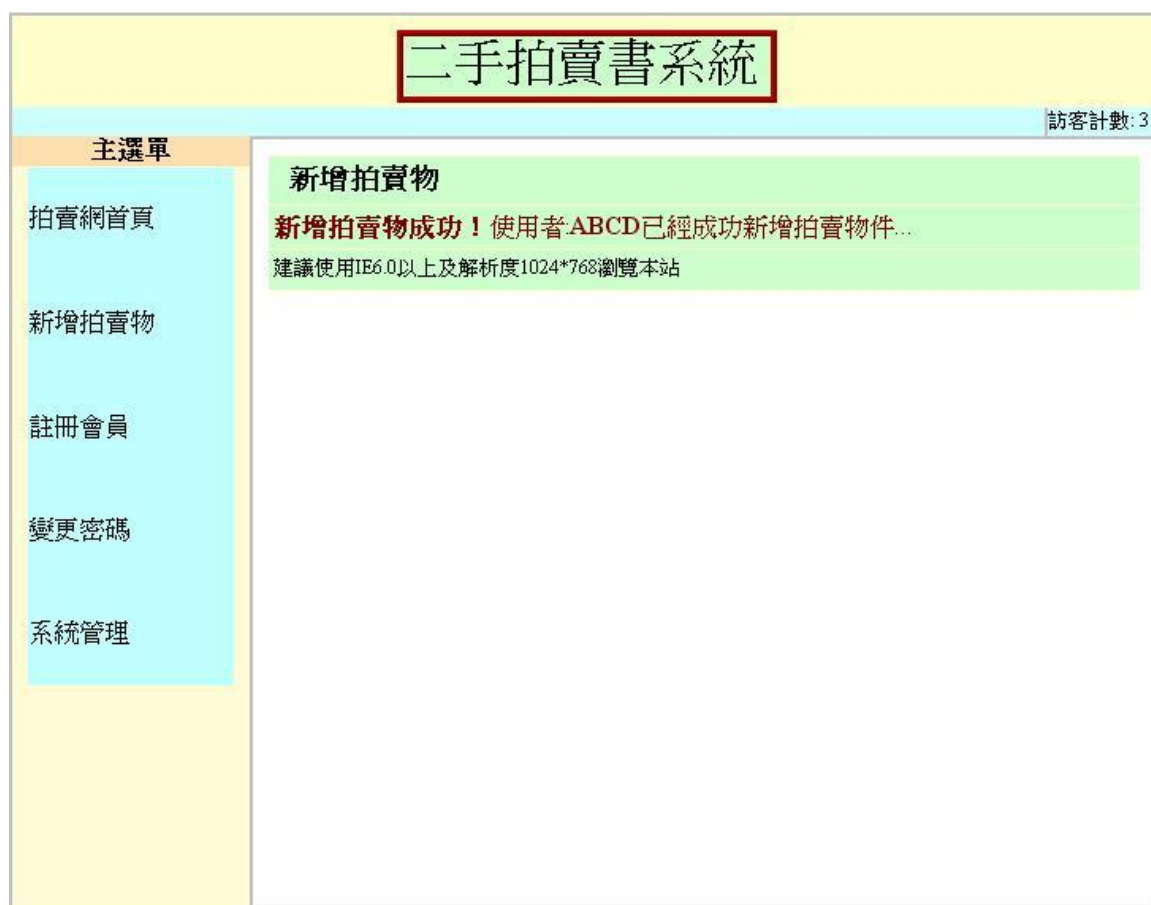 二手拍賣書系統
訪客計數: 3
主選單
拍賣網首頁
新增拍賣物
註冊會員
變更密碼
系統管理
新增拍賣物
新增拍賣物成功！使用者:ABCD已經成功新增拍賣物件...
建議使用IE6.0以上及解析度1024*768瀏覽本站